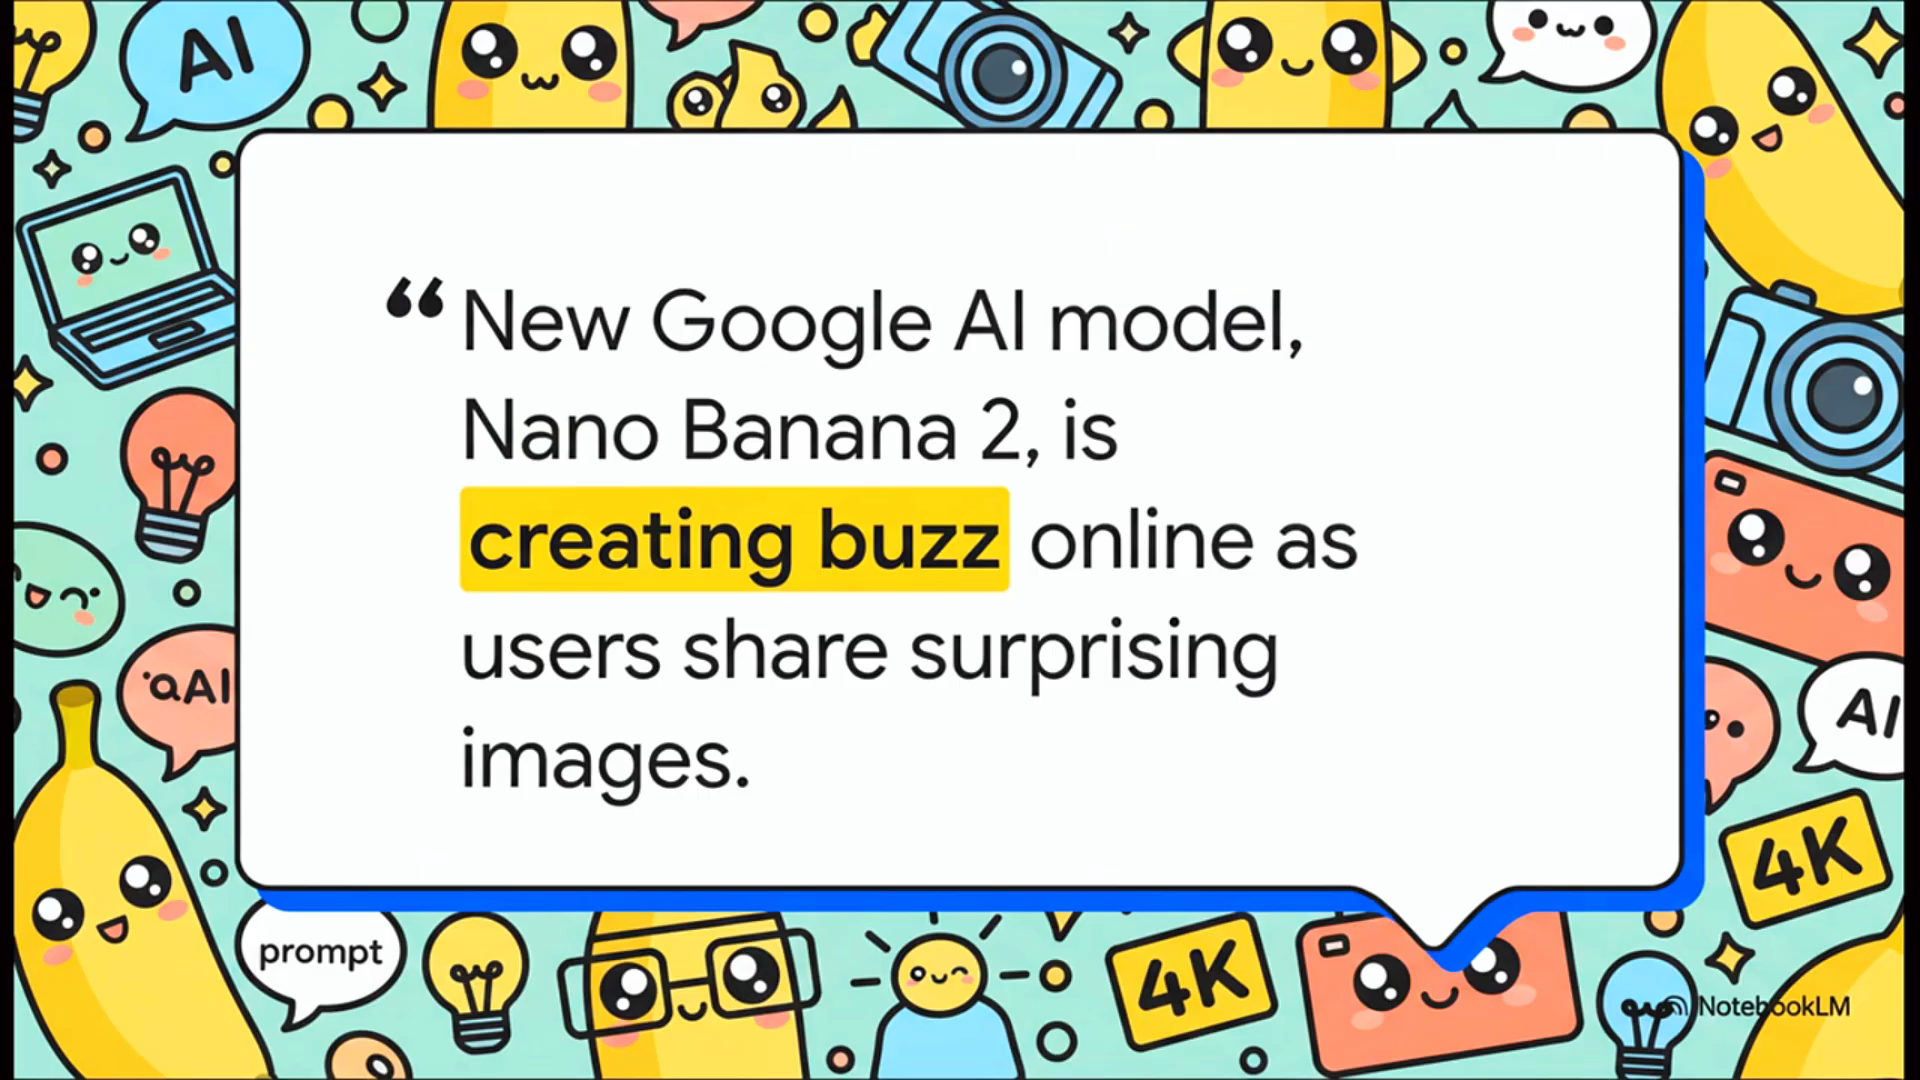 AI
“New Google AI model,
Nano Banana 2, is
creating buzz online as
users share surprising
images.
aAI
AI
4K
prompt
4K
NotebookLM